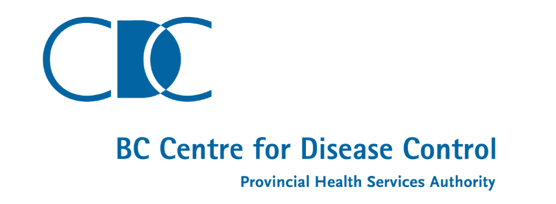 CDC
BC Centre for Disease Control
Provincial Health Services Authority